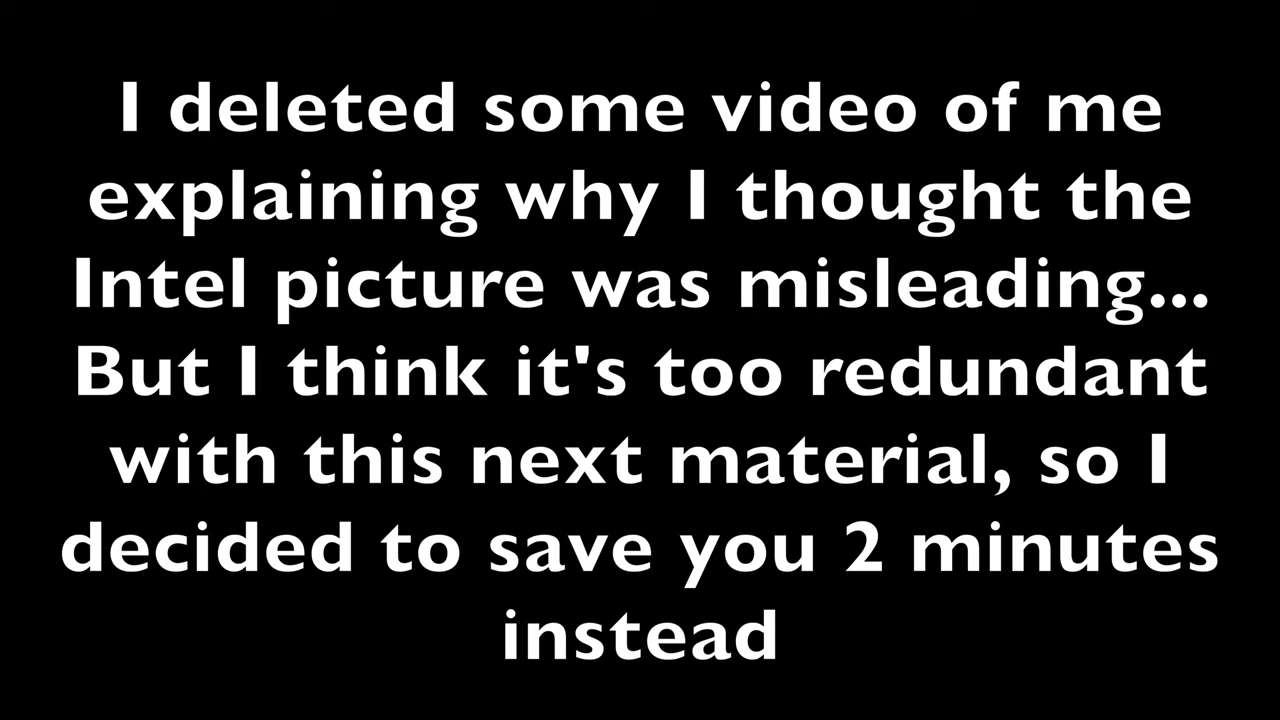 I deleted some video of me
explaining why I thought the
Intel picture was misleading...
But I think it's too redundant
with this next material, so I
decided to save you 2 minutes
instead